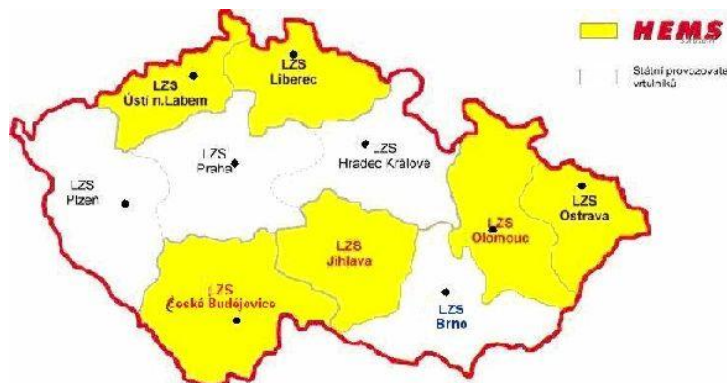 HEMS
Státní provozovate
vrtulníků
LZS
Ústí n.Labem
LZS
Liberec
LZS
Praha
LZS
Hradec Králové
LZS
Plzeň
LZS
Ostrava
LZS
Olomouc
LZS
Jihlava
LZS
České Budějovice
LZS
Brno